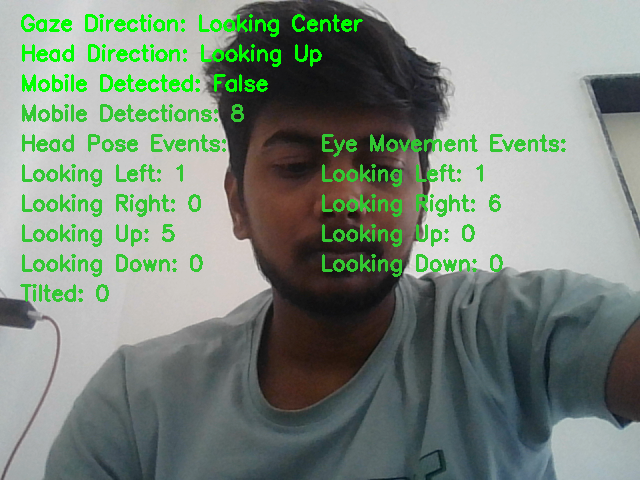 Gaze Direction: Looking Center
Head Direction: Looking Up
Mobile Detected: False
Mobile Detections: 8
Head Pose Events:
Looking Left: 1
Looking Right: 0
Looking Up: 5
Looking Down: 0
Tilted: 0
Eye Movement Events:
Looking Left: 1
Looking Right: 6
Looking Up: 0
Looking Down: 0